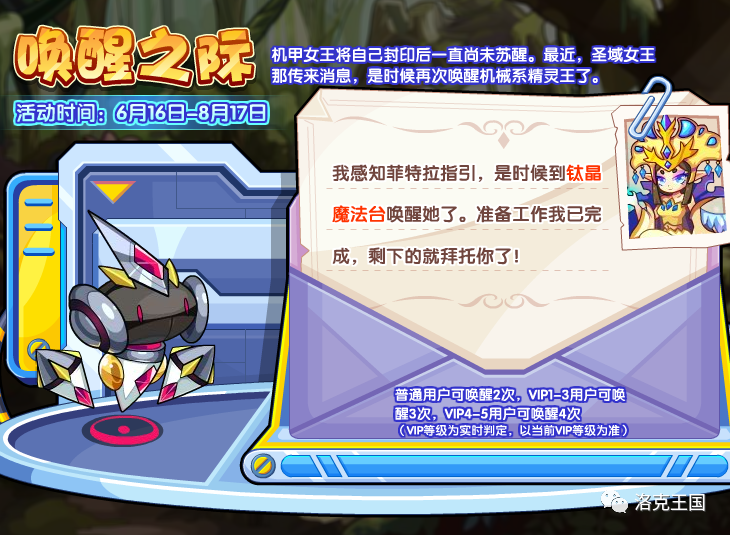 唤醒之际
机甲女王将自己封印后一直尚未苏醒。最近，圣域女王
那传来消息，是时候再次唤醒机械系精灵王了。
活动时间：6月16日-8月17日
我感知菲特拉指引，是时候到钛晶
魔法台唤醒她了。准备工作我已完
成，剩下的就拜托你了！
普通用户可唤醒2次，VIP1-3用户可唤
醒3次，VIP4-5用户可唤醒4次
（VIP等级为实时判定，以当前VIP等级为准）
洛克王国